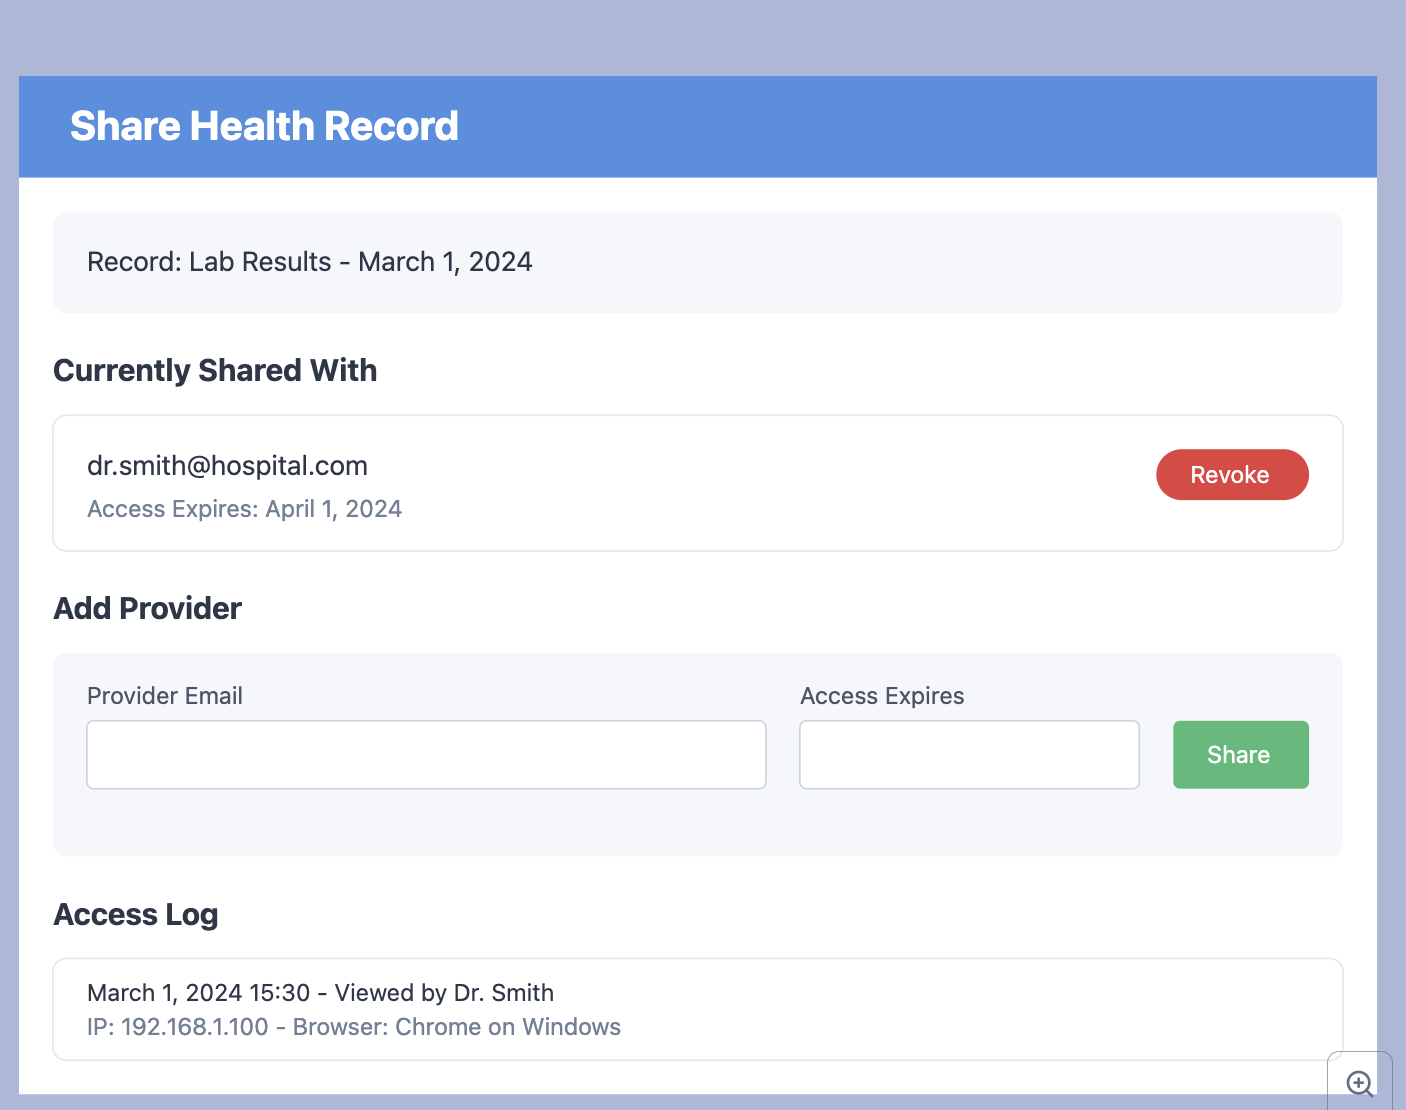 Share Health Record
Record: Lab Results - March 1, 2024
Currently Shared With
dr.smith@hospital.com
Revoke
Access Expires: April 1, 2024
Add Provider
Provider Email
Access Expires
Share
Access Log
March 1, 2024 15:30 - Viewed by Dr. Smith
IP: 192.168.1.100 - Browser: Chrome on Windows